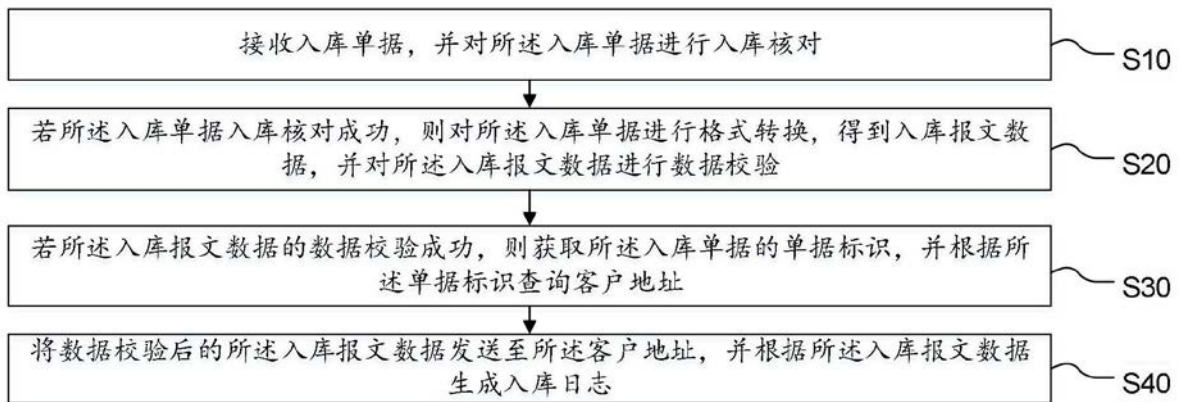 接收入库单据，并对所述入库单据进行入库核对
S10
若所述入库单据入库核对成功，则对所述入库单据进行格式转换，得到入库报文数
据，并对所述入库报文数据进行数据校验
S20
若所述入库报文数据的数据校验成功，则获取所述入库单据的单据标识，并根据所
述单据标识查询客户地址
S30
将数据校验后的所述入库报文数据发送至所述客户地址，并根据所述入库报文数据
生成入库日志
S40